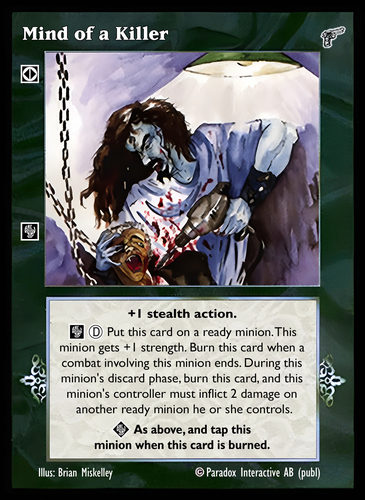 Mind of a Killer
+1 stealth action.
Ⓓ Put this card on a ready minion. This
minion gets +1 strength. Burn this card when a
combat involving this minion ends. During this
minion's discard phase, burn this card, and this
minion's controller must inflict 2 damage on
another ready minion he or she controls.
As above, and tap this
minion when this card is burned.
Illus: Brian Miskelley
© Paradox Interactive AB (publ)